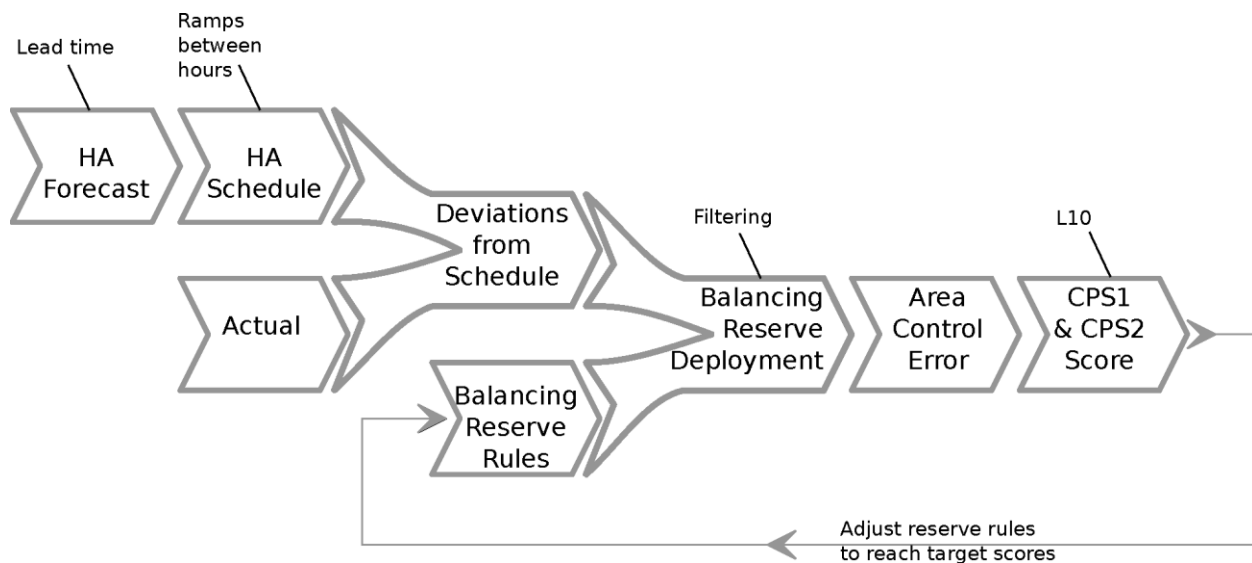 Lead time
Ramps
between
hours
HA
Forecast
HA
Schedule
Deviations
from
Schedule
Actual
Filtering
Balancing
Reserve
Deployment
Balancing
Reserve
Rules
Area
Control
Error
L10
CPS1
& CPS2
Score
Adjust reserve rules
to reach target scores